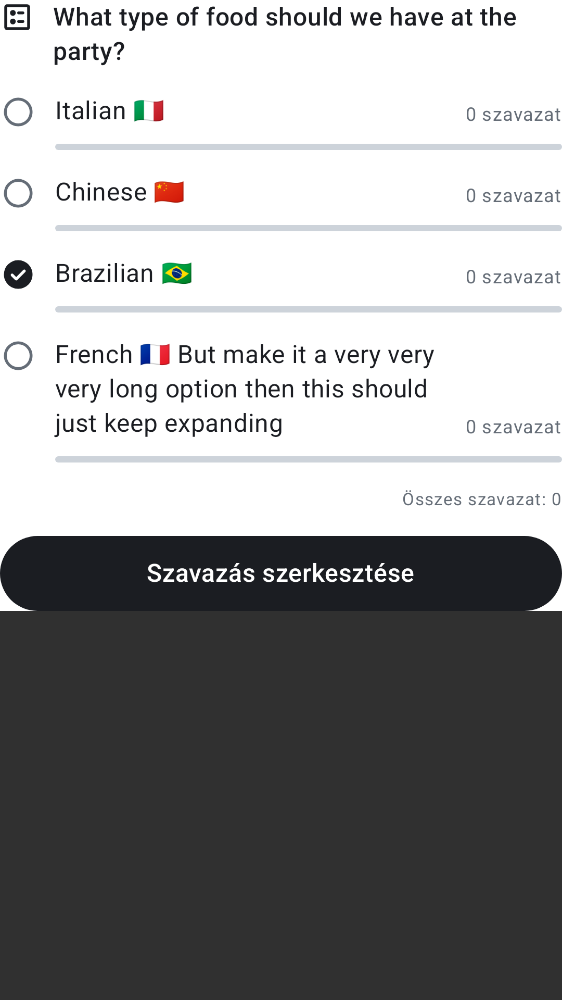 What type of food should we have at the
party?
Italian 🇮🇹 0 szavazat
Chinese 🇨🇳 0 szavazat
Brazilian 🇧🇷 0 szavazat
French 🇫🇷 But make it a very very
very long option then this should
just keep expanding 0 szavazat
Összes szavazat: 0
Szavazás szerkesztése